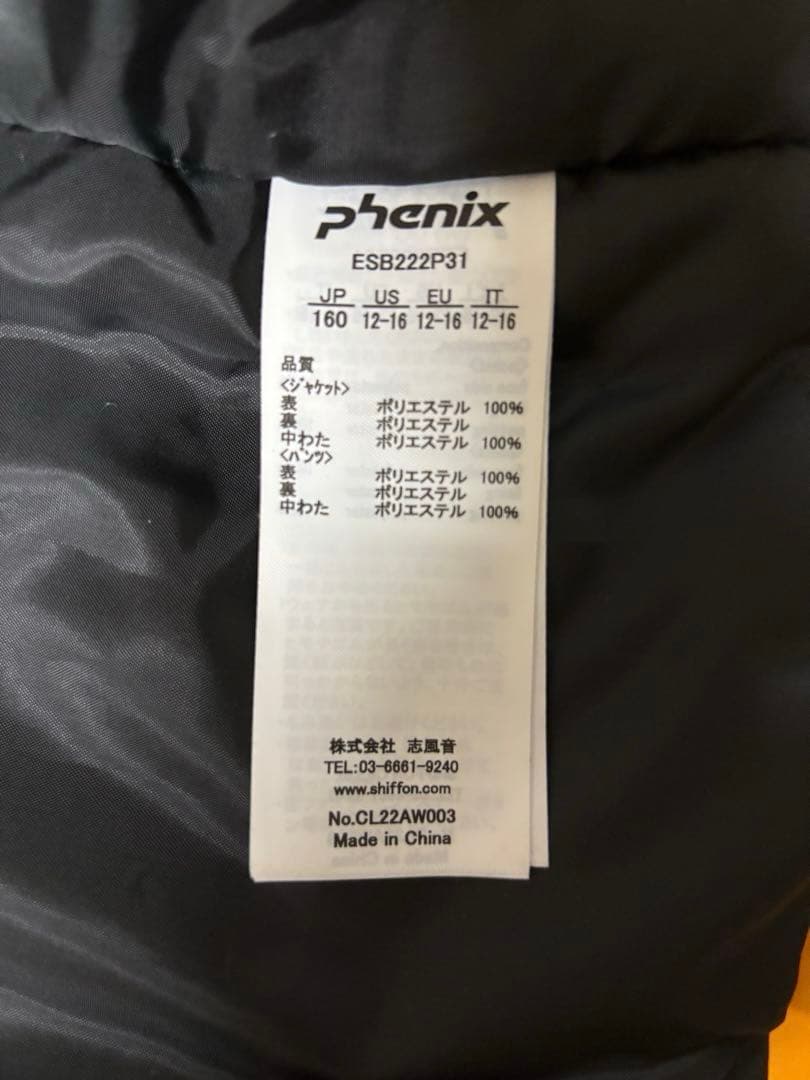 phenix
ESB222P31
JP US EU IT
160 12-16 12-16 12-16
品質
<ジャケット>
表 ポリエステル 100%
裏 ポリエステル
中わた ポリエステル 100%
<パンツ>
表 ポリエステル 100%
裏 ポリエステル
中わた ポリエステル 100%
株式会社 志風音
TEL:03-6661-9240
www.shiffon.com
No.CL22AW003
Made in China